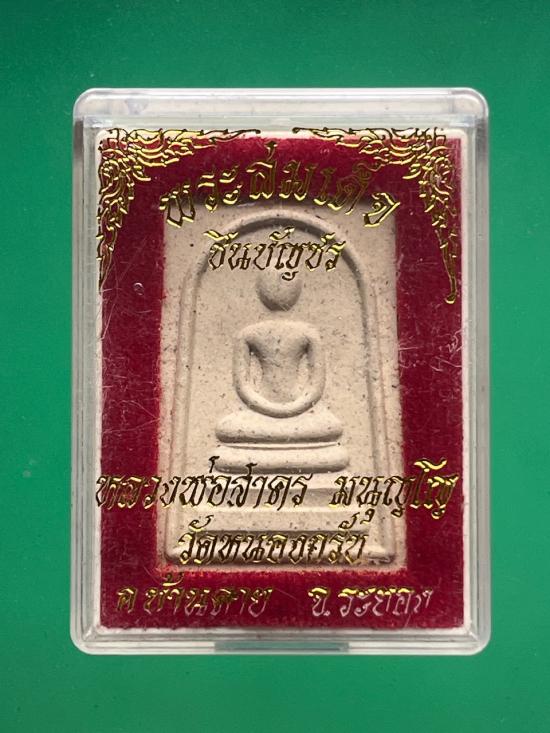 พระสมเด็จ
ชินบัญชร
หลวงพ่อสาคร มนุญฺโญ
วัดหนองกรับ
อ.บ้านค่าย จ.ระยอง